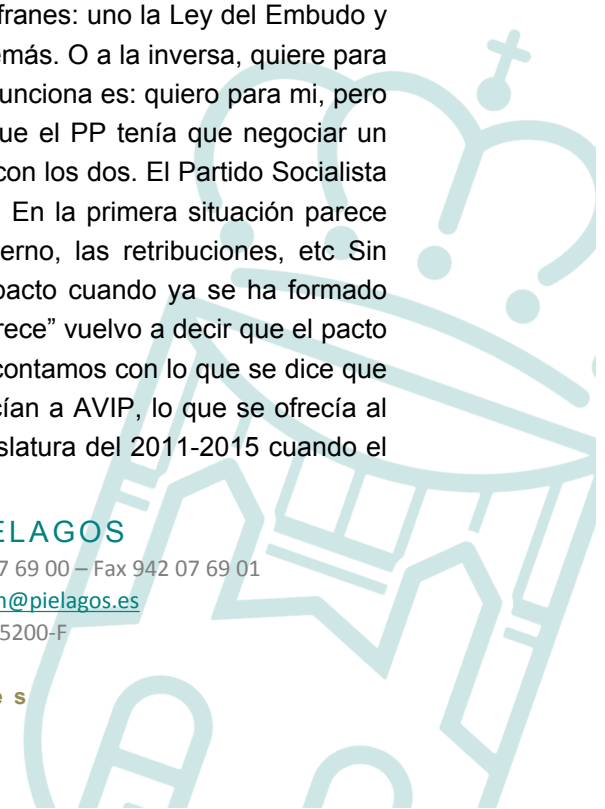 franes: uno la Ley del Embudo y
emás. O a la inversa, quiere para
unciona es: quiero para mi, pero
ue el PP tenía que negociar un
con los dos. El Partido Socialista
. En la primera situación parece
erno, las retribuciones, etc Sin
pacto cuando ya se ha formado
rece” vuelvo a decir que el pacto
contamos con lo que se dice que
cían a AVIP, lo que se ofrecía al
islatura del 2011-2015 cuando el
ELAGOS
7 69 00 – Fax 942 07 69 01
n@pielagos.es
5200-F
e s